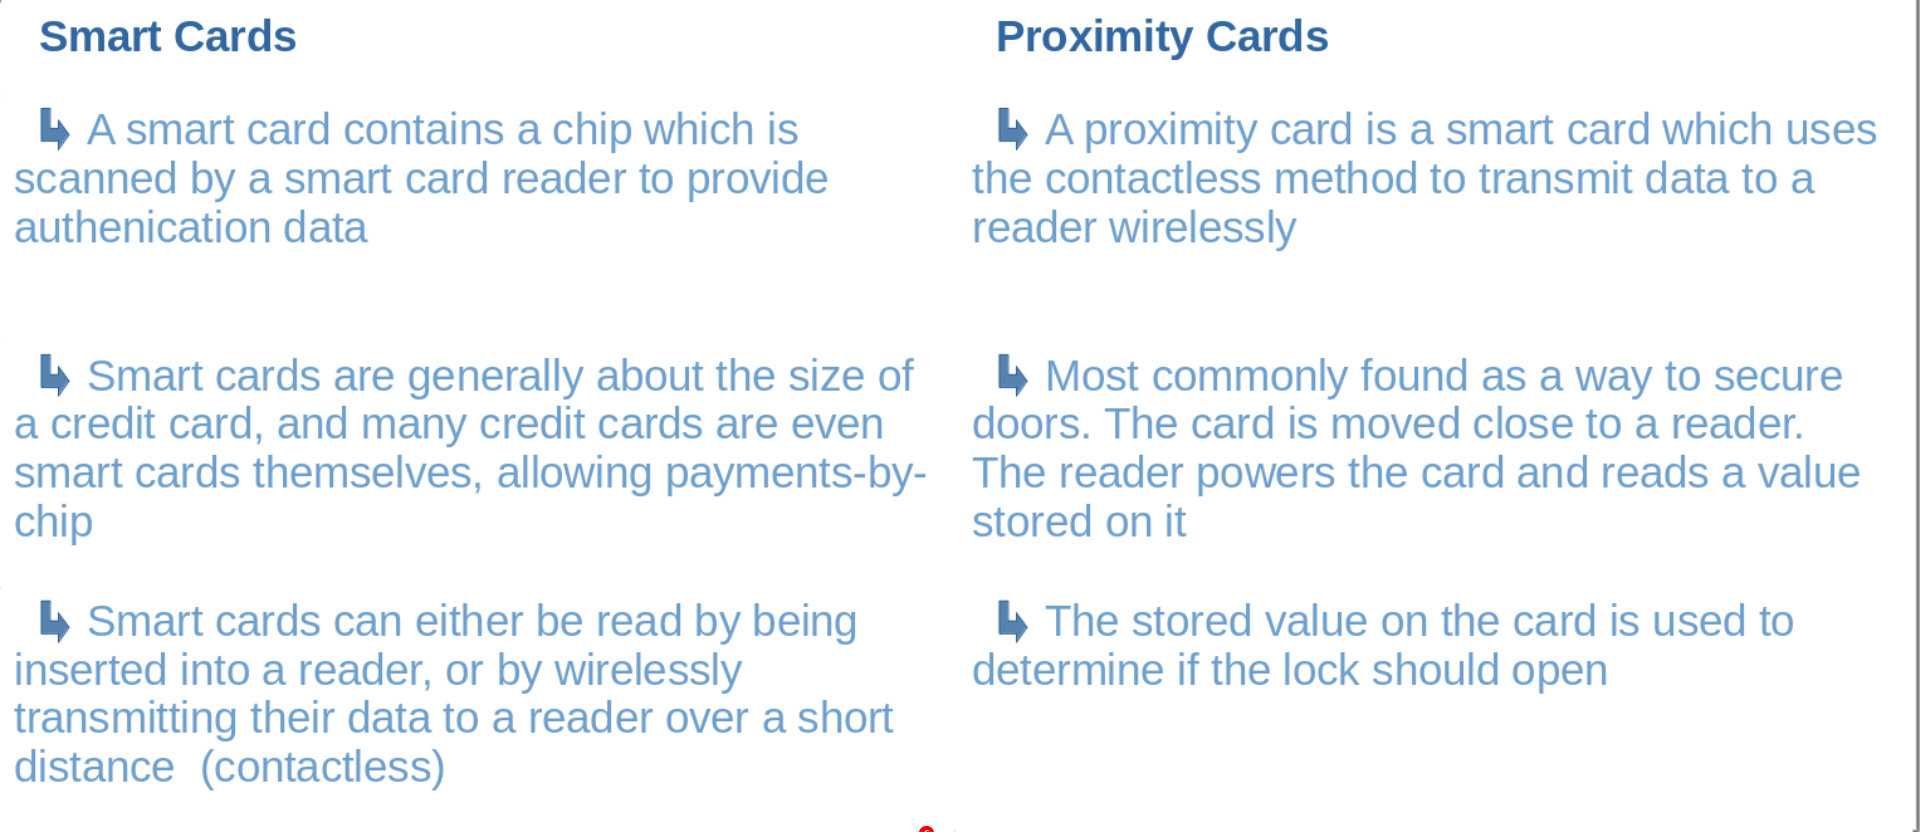 Smart Cards
A smart card contains a chip which is
scanned by a smart card reader to provide
authenication data
Smart cards are generally about the size of
a credit card, and many credit cards are even
smart cards themselves, allowing payments-by-
chip
Smart cards can either be read by being
inserted into a reader, or by wirelessly
transmitting their data to a reader over a short
distance  (contactless)
Proximity Cards
A proximity card is a smart card which uses
the contactless method to transmit data to a
reader wirelessly
Most commonly found as a way to secure
doors. The card is moved close to a reader.
The reader powers the card and reads a value
stored on it
The stored value on the card is used to
determine if the lock should open